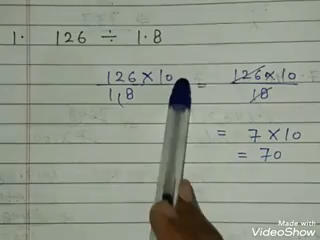 1. 126 ÷ 1.8
126 × 10 / 1.8 = 126 × 10 / 18
= 7 × 10
= 70
Made with
VideoShow